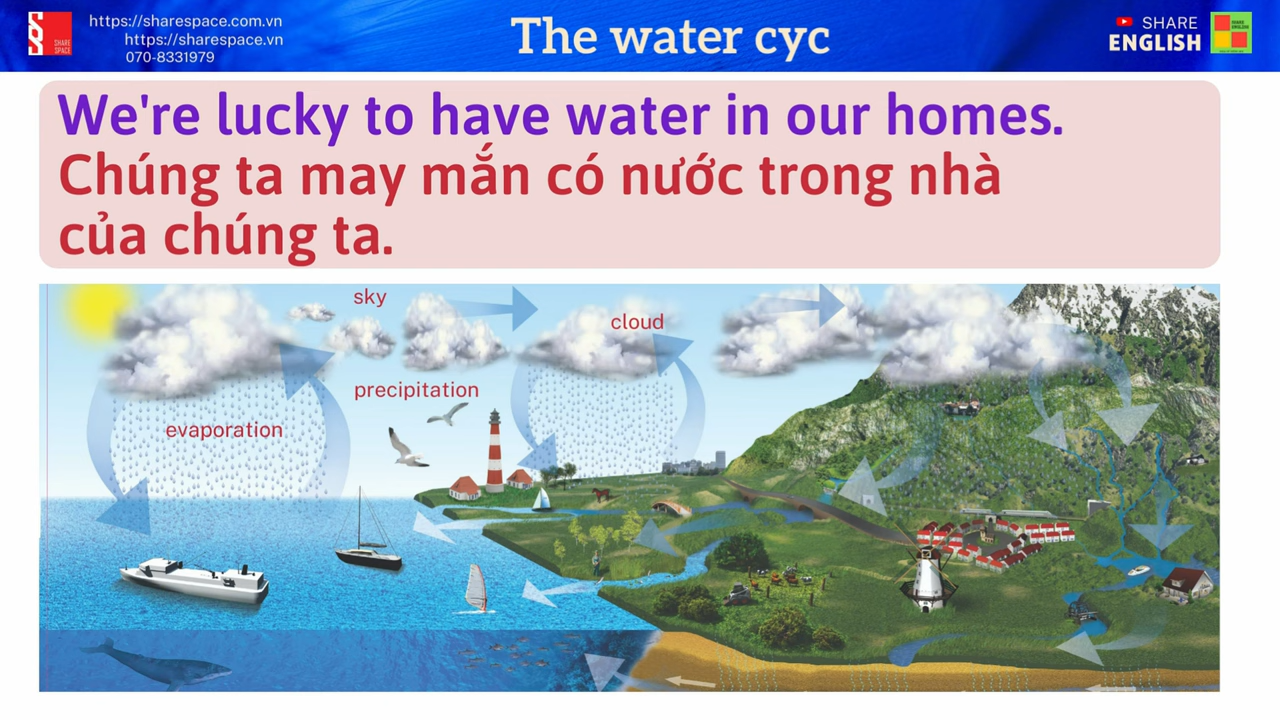 https://sharespace.com.vn
https://sharespace.vn
070-8331979
SHARE
SPACE
The water cyc
SHARE
ENGLISH
We're lucky to have water in our homes.
Chúng ta may mắn có nước trong nhà
của chúng ta.
sky
cloud
precipitation
evaporation